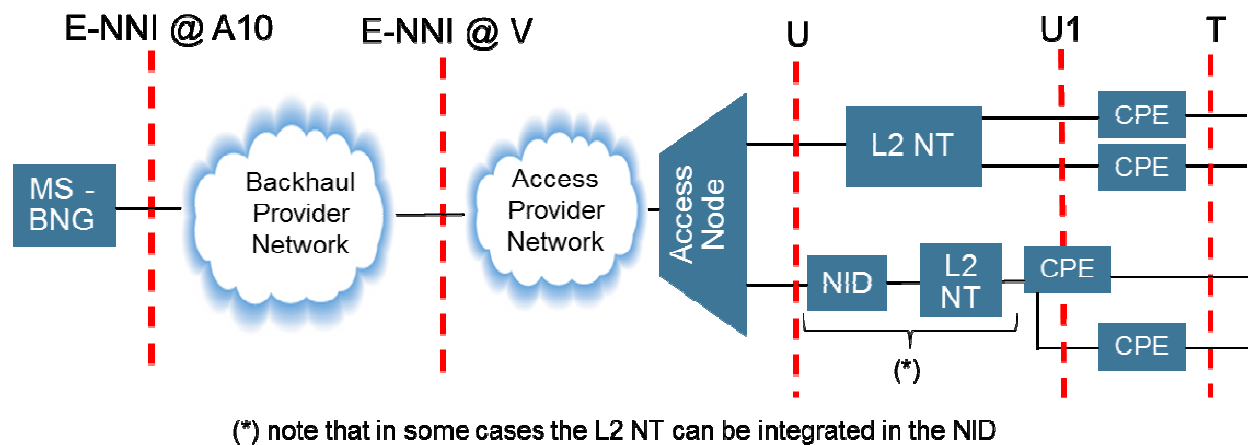 E-NNI @ A10
E-NNI @ V
U
U1
T
MS -
BNG
Backhaul
Provider
Network
Access
Provider
Network
Access
Node
L2 NT
CPE
CPE
NID
L2
NT
CPE
CPE
(*)
(*) note that in some cases the L2 NT can be integrated in the NID